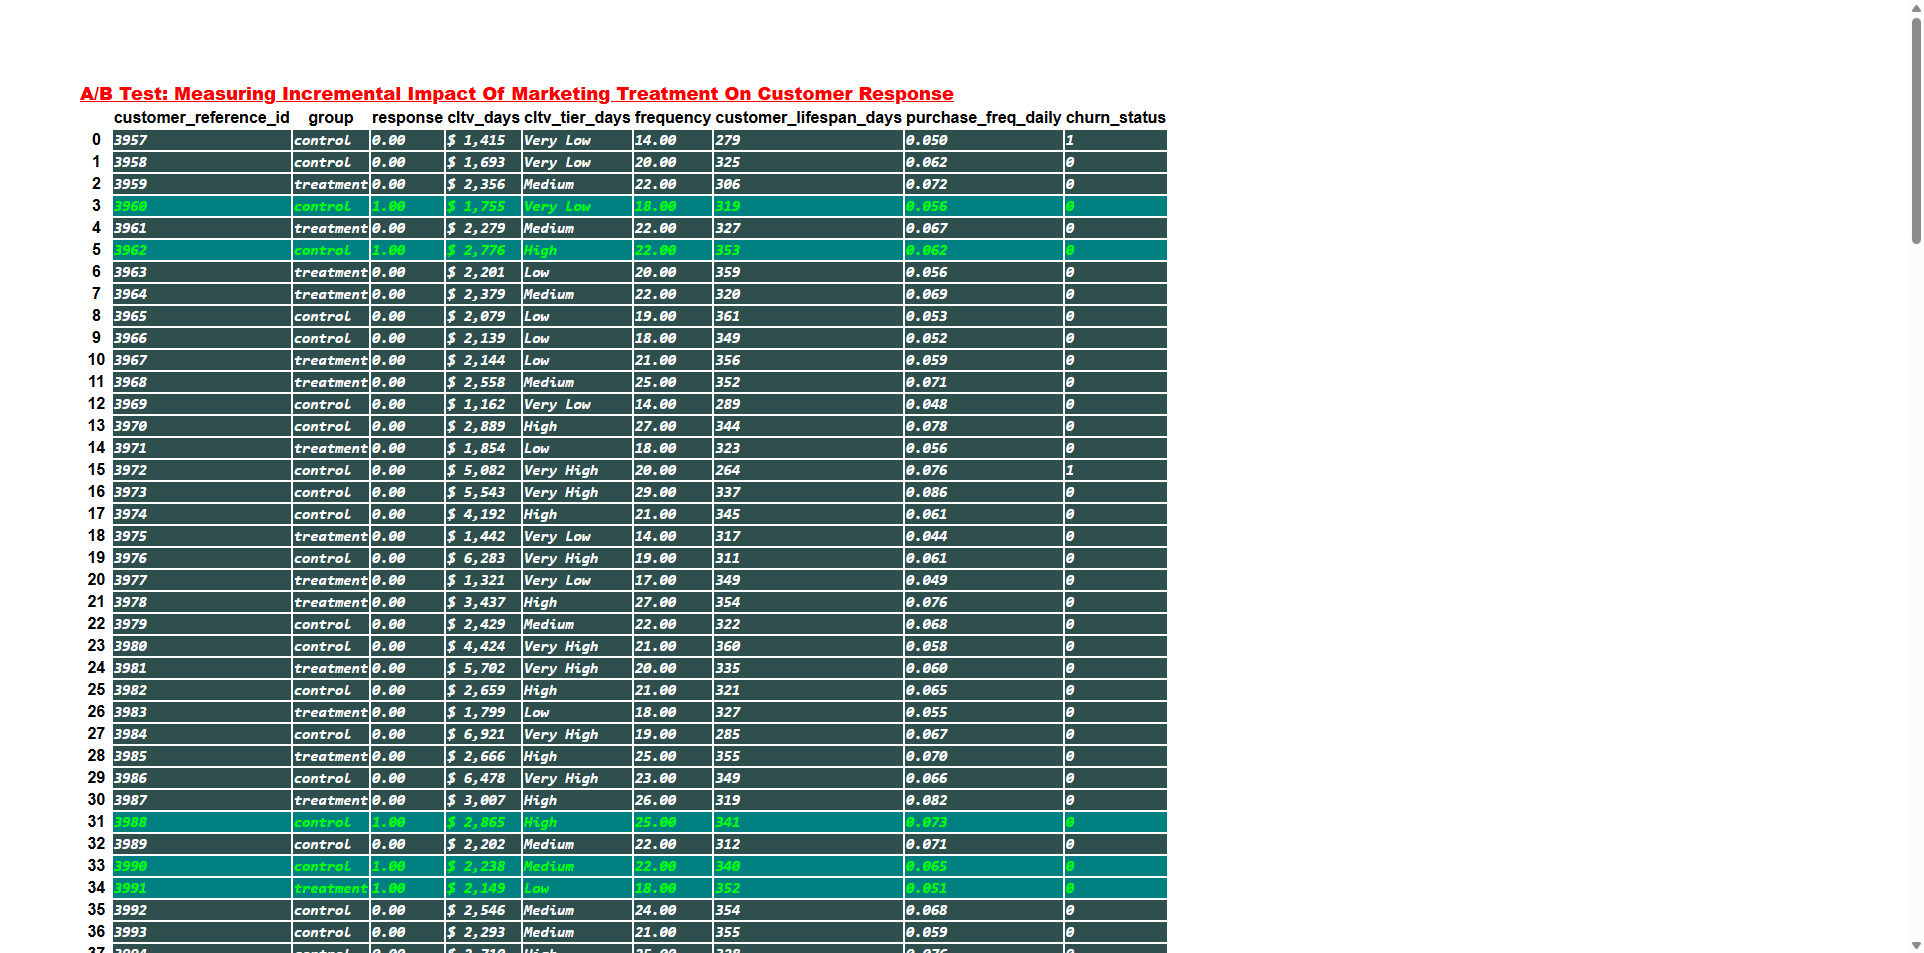 A/B Test: Measuring Incremental Impact Of Marketing Treatment On Customer Response
customer_reference_id group response cltv_days cltv_tier_days frequency customer_lifespan_days purchase_freq_daily churn_status
0 3957 control 0.00 $ 1,415 Very Low 14.00 279 0.050 1
1 3958 control 0.00 $ 1,693 Very Low 20.00 325 0.062 0
2 3959 treatment 0.00 $ 2,356 Medium 22.00 306 0.072 0
3 3960 control 1.00 $ 1,755 Very Low 18.00 319 0.056 0
4 3961 treatment 0.00 $ 2,279 Medium 22.00 327 0.067 0
5 3962 control 1.00 $ 2,776 High 22.00 353 0.062 0
6 3963 treatment 0.00 $ 2,201 Low 20.00 359 0.056 0
7 3964 treatment 0.00 $ 2,379 Medium 22.00 320 0.069 0
8 3965 control 0.00 $ 2,079 Low 19.00 361 0.053 0
9 3966 control 0.00 $ 2,139 Low 18.00 349 0.052 0
10 3967 treatment 0.00 $ 2,144 Low 21.00 356 0.059 0
11 3968 treatment 0.00 $ 2,558 Medium 25.00 352 0.071 0
12 3969 control 0.00 $ 1,162 Very Low 14.00 289 0.048 0
13 3970 control 0.00 $ 2,889 High 27.00 344 0.078 0
14 3971 treatment 0.00 $ 1,854 Low 18.00 323 0.056 0
15 3972 control 0.00 $ 5,082 Very High 20.00 264 0.076 1
16 3973 control 0.00 $ 5,543 Very High 29.00 337 0.086 0
17 3974 control 0.00 $ 4,192 High 21.00 345 0.061 0
18 3975 treatment 0.00 $ 1,442 Very Low 14.00 317 0.044 0
19 3976 control 0.00 $ 6,283 Very High 19.00 311 0.061 0
20 3977 treatment 0.00 $ 1,321 Very Low 17.00 349 0.049 0
21 3978 treatment 0.00 $ 3,437 High 27.00 354 0.076 0
22 3979 control 0.00 $ 2,429 Medium 22.00 322 0.068 0
23 3980 control 0.00 $ 4,424 Very High 21.00 360 0.058 0
24 3981 treatment 0.00 $ 5,702 Very High 20.00 335 0.060 0
25 3982 control 0.00 $ 2,659 High 21.00 321 0.065 0
26 3983 treatment 0.00 $ 1,799 Low 18.00 327 0.055 0
27 3984 control 0.00 $ 6,921 Very High 19.00 285 0.067 0
28 3985 treatment 0.00 $ 2,666 High 25.00 355 0.070 0
29 3986 control 0.00 $ 6,478 Very High 23.00 349 0.066 0
30 3987 treatment 0.00 $ 3,007 High 26.00 319 0.082 0
31 3988 control 1.00 $ 2,865 High 25.00 341 0.073 0
32 3989 control 0.00 $ 2,202 Medium 22.00 312 0.071 0
33 3990 control 1.00 $ 2,238 Medium 22.00 340 0.065 0
34 3991 treatment 1.00 $ 2,149 Low 18.00 352 0.051 0
35 3992 control 0.00 $ 2,546 Medium 24.00 354 0.068 0
36 3993 control 0.00 $ 2,293 Medium 21.00 355 0.059 0